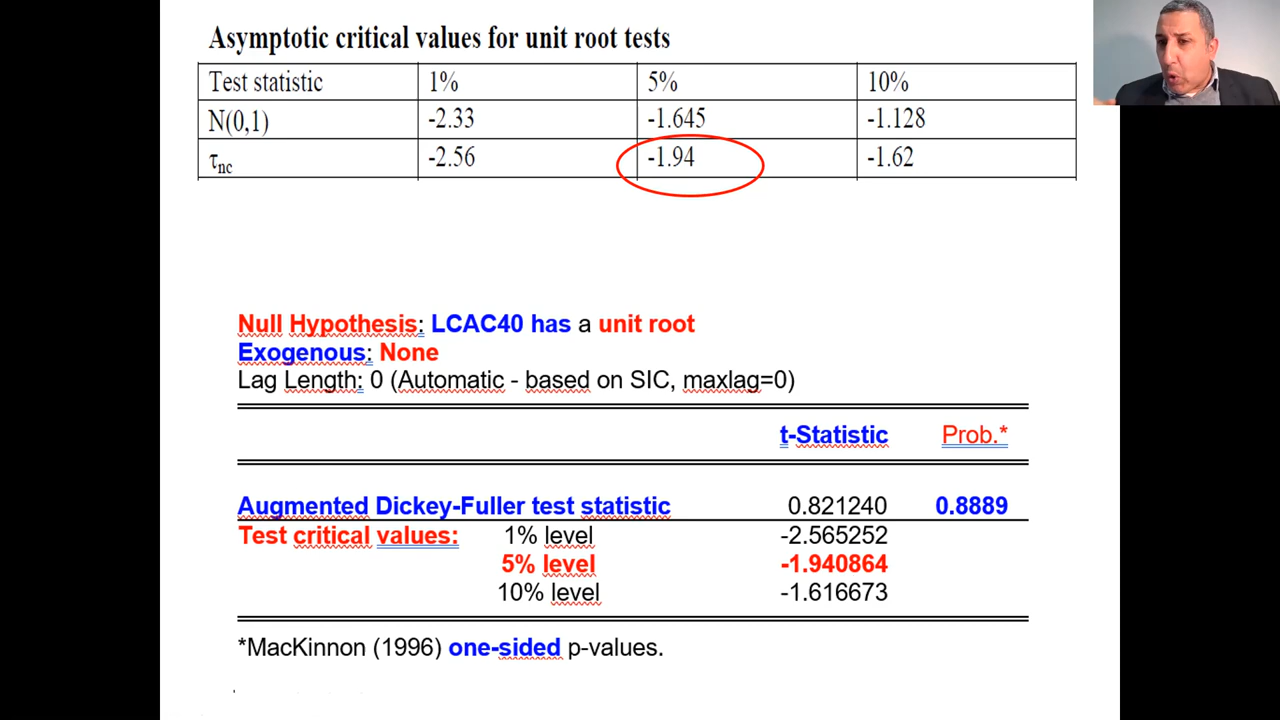 Asymptotic critical values for unit root tests
Test statistic 1% 5% 10%
N(0,1) -2.33 -1.645 -1.128
τnc -2.56 -1.94 -1.62
Null Hypothesis: LCAC40 has a unit root
Exogenous: None
Lag Length: 0 (Automatic - based on SIC, maxlag=0)
t-Statistic Prob.*
Augmented Dickey-Fuller test statistic 0.821240 0.8889
Test critical values: 1% level -2.565252
5% level -1.940864
10% level -1.616673
*MacKinnon (1996) one-sided p-values.